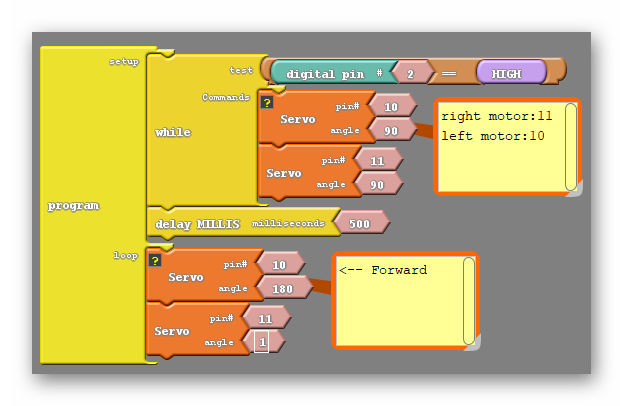 setup
test digital pin # 2 == HIGH
Commands
? pin# 10
Servo
angle 90
right motor:11
left motor:10
while
pin# 11
Servo
angle 90
program
delay MILLIS milliseconds 500
loop
? pin# 10
Servo
angle 180
<-- Forward
pin# 11
Servo
angle 1